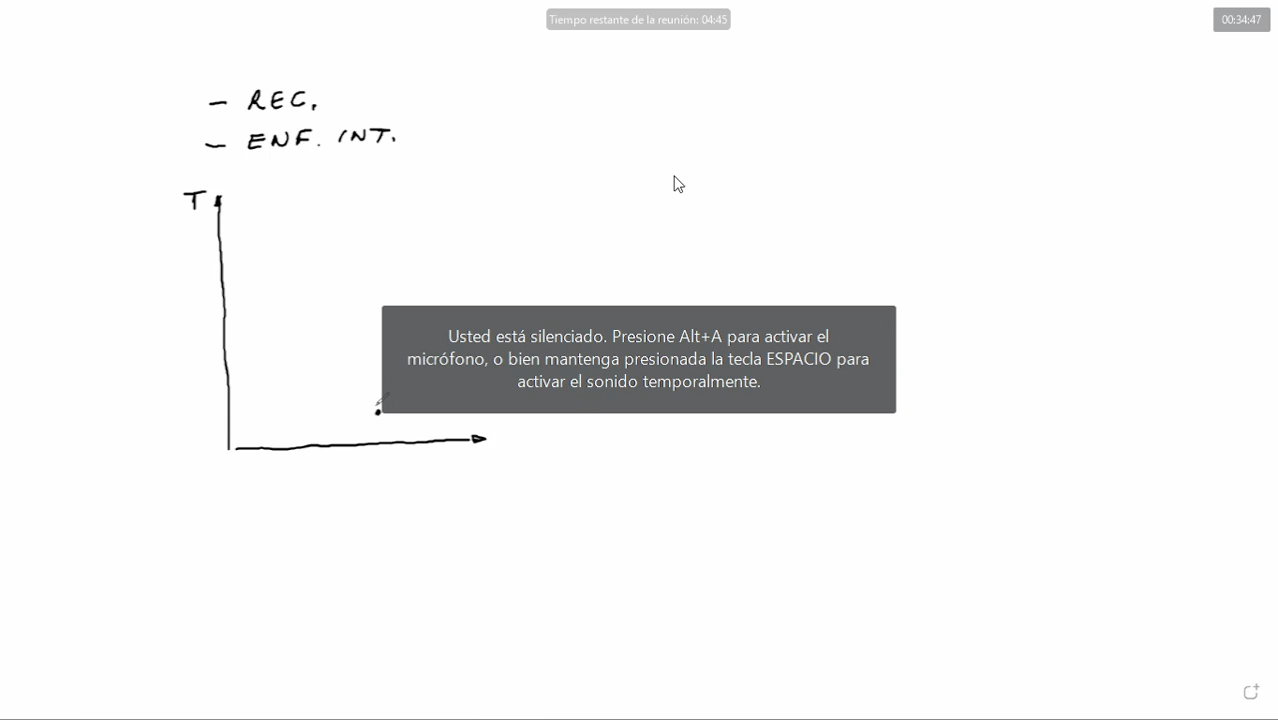 Tiempo restante de la reunión: 04:45
00:34:47
- REC.
- ENF. INT.
T
Usted está silenciado. Presione Alt+A para activar el
micrófono, o bien mantenga presionada la tecla ESPACIO para
activar el sonido temporalmente.